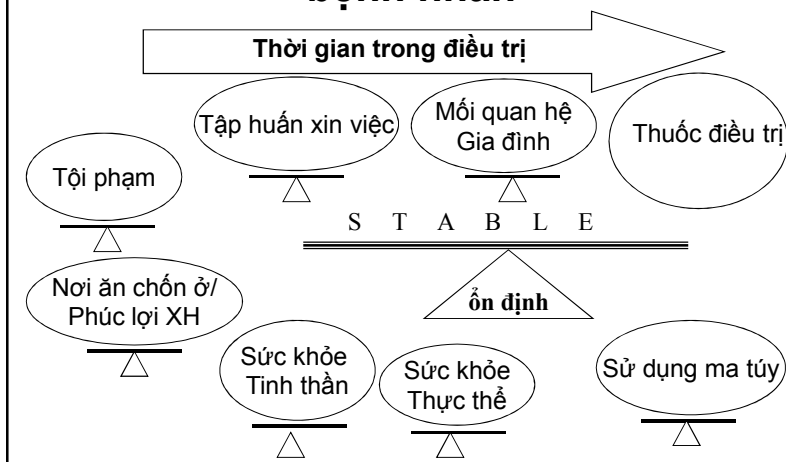 Thời gian trong điều trị
Tập huấn xin việc
Mối quan hệ
Gia đình
Thuốc điều trị
Tội phạm
S T A B L E
Nơi ăn chốn ở/
Phúc lợi XH
ổn định
Sức khỏe
Tinh thần
Sức khỏe
Thực thể
Sử dụng ma túy